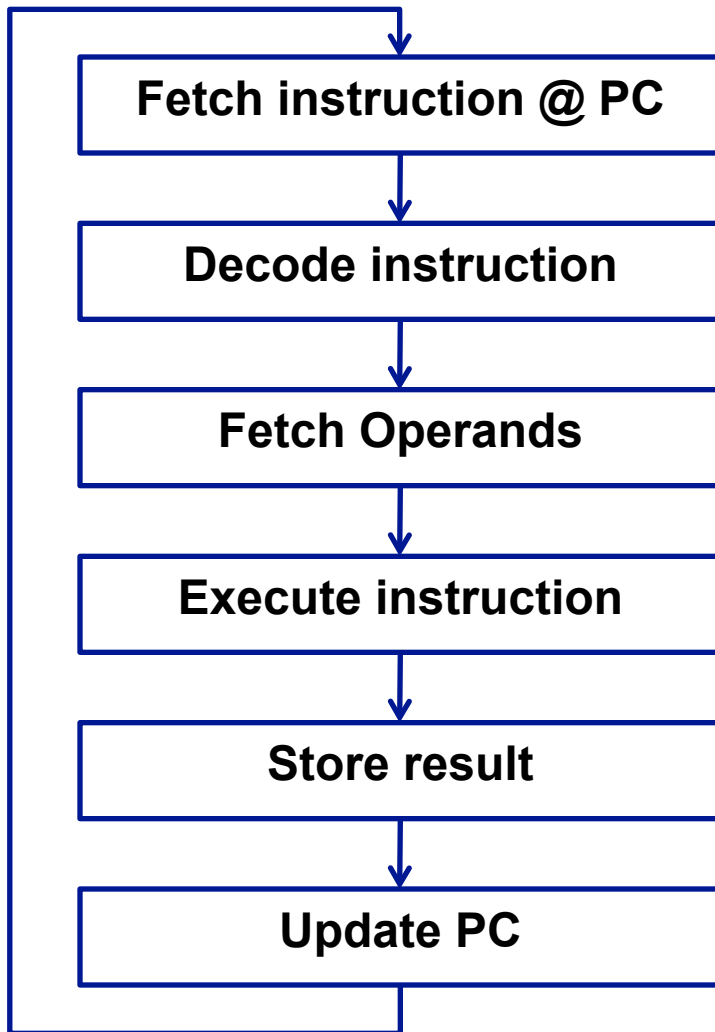 Fetch instruction @ PC
Decode instruction
Fetch Operands
Execute instruction
Store result
Update PC